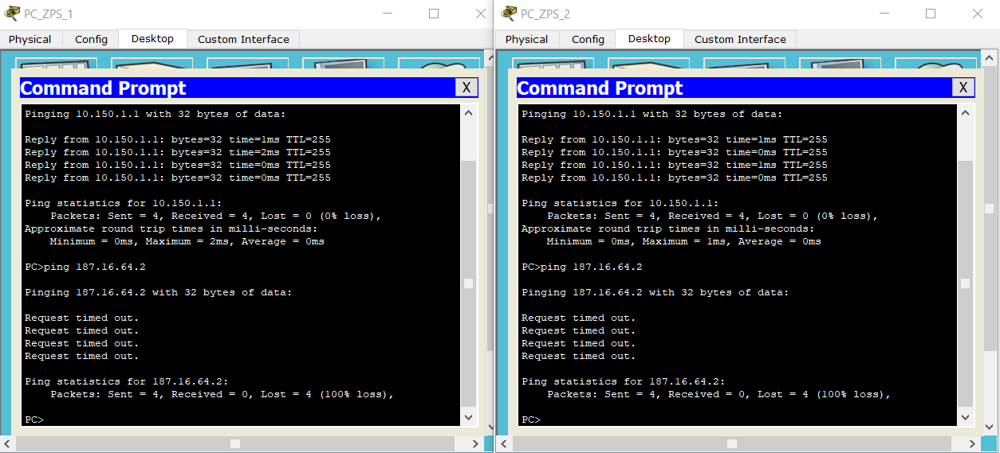 PC_ZPS_1
Physical Config Desktop Custom Interface
Command Prompt X
Pinging 10.150.1.1 with 32 bytes of data:
Reply from 10.150.1.1: bytes=32 time=1ms TTL=255
Reply from 10.150.1.1: bytes=32 time=2ms TTL=255
Reply from 10.150.1.1: bytes=32 time=0ms TTL=255
Reply from 10.150.1.1: bytes=32 time=0ms TTL=255
Ping statistics for 10.150.1.1:
Packets: Sent = 4, Received = 4, Lost = 0 (0% loss),
Approximate round trip times in milli-seconds:
Minimum = 0ms, Maximum = 2ms, Average = 0ms
PC>ping 187.16.64.2
Pinging 187.16.64.2 with 32 bytes of data:
Request timed out.
Request timed out.
Request timed out.
Request timed out.
Ping statistics for 187.16.64.2:
Packets: Sent = 4, Received = 0, Lost = 4 (100% loss),
PC>
PC_ZPS_2
Physical Config Desktop Custom Interface
Command Prompt X
Pinging 10.150.1.1 with 32 bytes of data:
Reply from 10.150.1.1: bytes=32 time=1ms TTL=255
Reply from 10.150.1.1: bytes=32 time=0ms TTL=255
Reply from 10.150.1.1: bytes=32 time=1ms TTL=255
Reply from 10.150.1.1: bytes=32 time=0ms TTL=255
Ping statistics for 10.150.1.1:
Packets: Sent = 4, Received = 4, Lost = 0 (0% loss),
Approximate round trip times in milli-seconds:
Minimum = 0ms, Maximum = 1ms, Average = 0ms
PC>ping 187.16.64.2
Pinging 187.16.64.2 with 32 bytes of data:
Request timed out.
Request timed out.
Request timed out.
Request timed out.
Ping statistics for 187.16.64.2:
Packets: Sent = 4, Received = 0, Lost = 4 (100% loss),
PC>